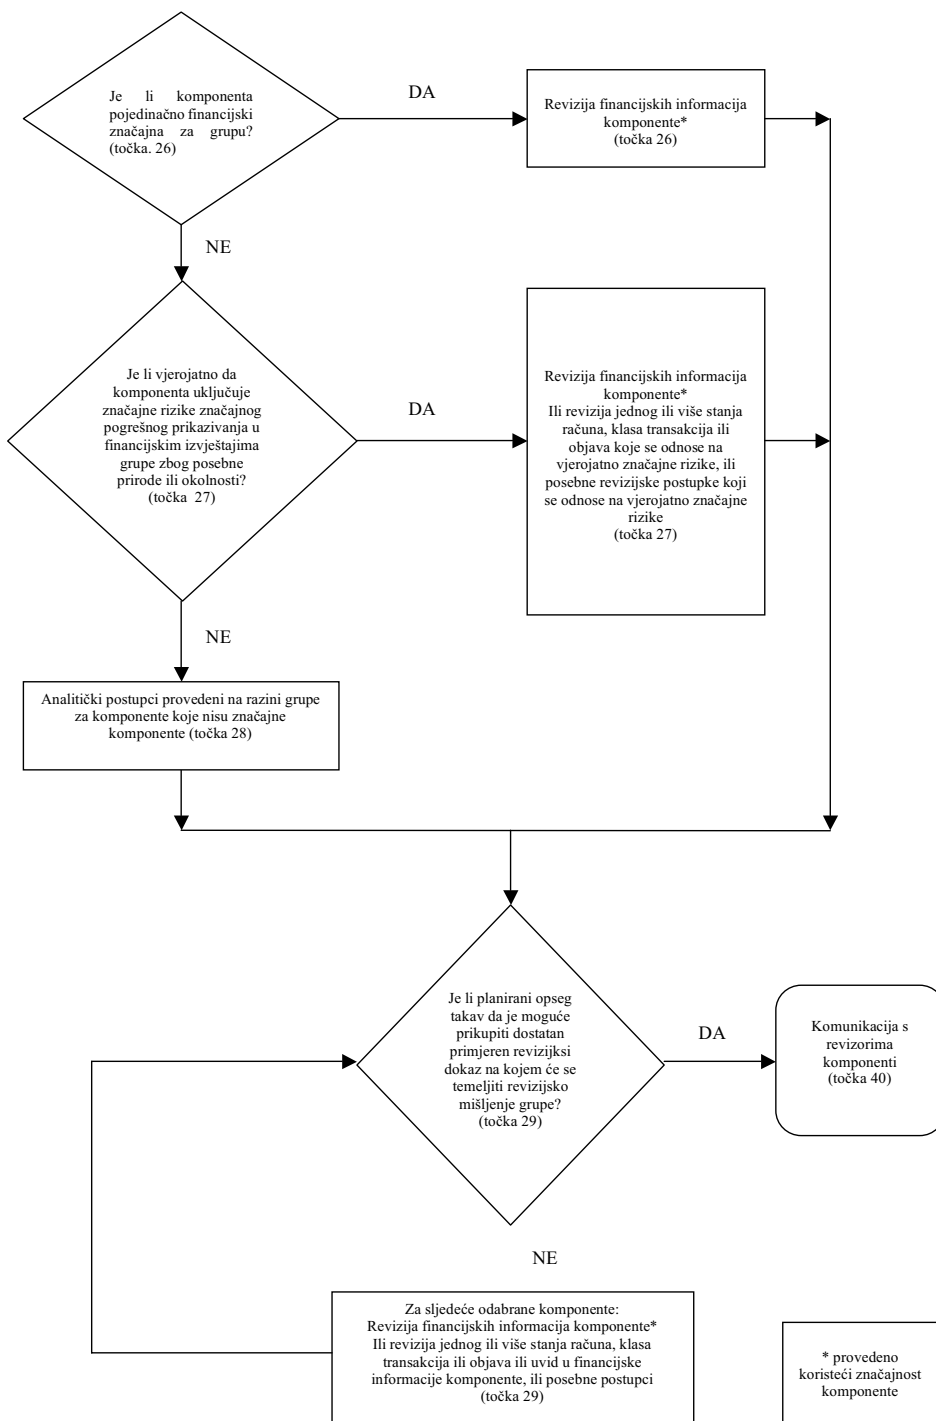 Je li komponenta
pojedinačno financijski
značajna za grupu?
(točka. 26)
DA
Revizija financijskih informacija
komponente*
(točka 26)
NE
Je li vjerojatno da
komponenta uključuje
značajne rizike značajnog
pogrešnog prikazivanja u
financijskim izvještajima
grupe zbog posebne
prirode ili okolnosti?
(točka 27)
DA
Revizija financijskih informacija
komponente*
Ili revizija jednog ili više stanja
računa, klasa transakcija ili
objava koje se odnose na
vjerojatno značajne rizike, ili
posebne revizijske postupke koji
se odnose na vjerojatno značajne
rizike
(točka 27)
NE
Analitički postupci provedeni na razini grupe
za komponente koje nisu značajne
komponente (točka 28)
Je li planirani opseg
takav da je moguće
prikupiti dostatan
primjeren revizijksi
dokaz na kojem će se
temeljiti revizijsko
mišljenje grupe?
(točka 29)
DA
Komunikacija s
revizorima
komponenti
(točka 40)
NE
Za sljedeće odabrane komponente:
Revizija financijskih informacija komponente*
Ili revizija jednog ili više stanja računa, klasa
transakcija ili objava ili uvid u financijske
informacije komponente, ili posebne postupci
(točka 29)
* provedeno
koristeći značajnost
komponente